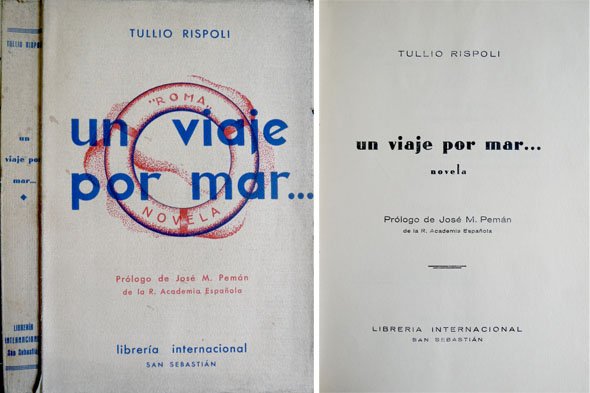 TULLIO RISPOLI
un
viaje por
mar...
LIBRERÍA
INTERNACIONAL
San Sebastián
TULLIO RISPOLI
"ROMA"
un viaje
por mar...
NOVELA
Prólogo de José M. Pemán
de la R. Academia Española
librería internacional
SAN SEBASTIÁN
TULLIO RISPOLI
un viaje por mar...
novela
Prólogo de José M. Pemán
de la R. Academia Española
LIBRERIA INTERNACIONAL
SAN SEBASTIÁN